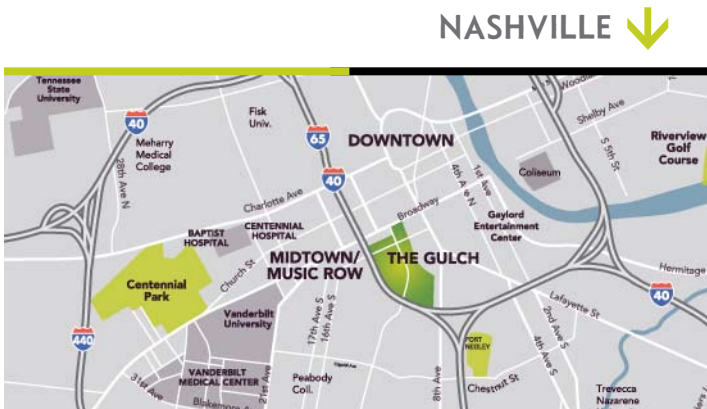 NASHVILLE
Tennessee
State
University
40
Meharry
Medical
College
28th Ave N
Fisk
Univ.
65
40
DOWNTOWN
Shelby Ave
S 5th St
Riverview
Golf
Course
Coliseum
1st Ave
4th Ave N
Broadway
Charlotte Ave
Gaylord
Entertainment
Center
BAPTIST
HOSPITAL
CENTENNIAL
HOSPITAL
MIDTOWN/
MUSIC ROW
THE GULCH
Church St
Centennial
Park
Hermitage
40
Lafayette St
Vanderbilt
University
17th Ave S
16th Ave S
2nd Ave S
4th Ave S
440
FORT
NEGLEY
VANDERBILT
MEDICAL CENTER
31st Ave
21st Ave
Peabody
Coll.
8th Ave
Chestnut St
Trevecca
Nazarene